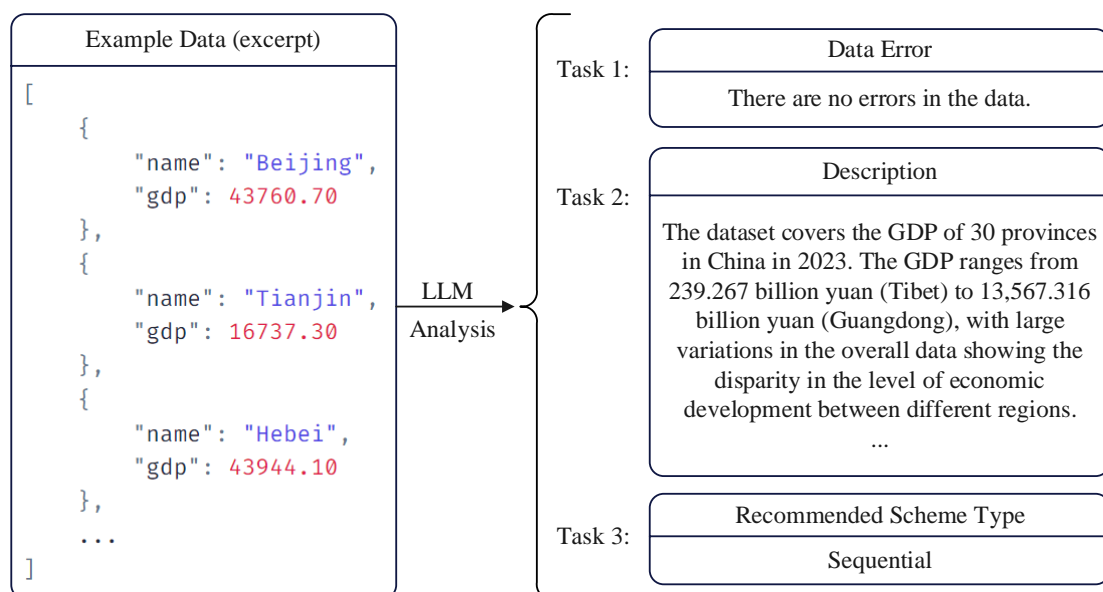 Example Data (excerpt)
[
{
"name": "Beijing",
"gdp": 43760.70
},
{
"name": "Tianjin",
"gdp": 16737.30
},
{
"name": "Hebei",
"gdp": 43944.10
},
...
]
LLM
Analysis
Task 1:
Data Error
There are no errors in the data.
Task 2:
Description
The dataset covers the GDP of 30 provinces
in China in 2023. The GDP ranges from
239.267 billion yuan (Tibet) to 13,567.316
billion yuan (Guangdong), with large
variations in the overall data showing the
disparity in the level of economic
development between different regions.
...
Task 3:
Recommended Scheme Type
Sequential